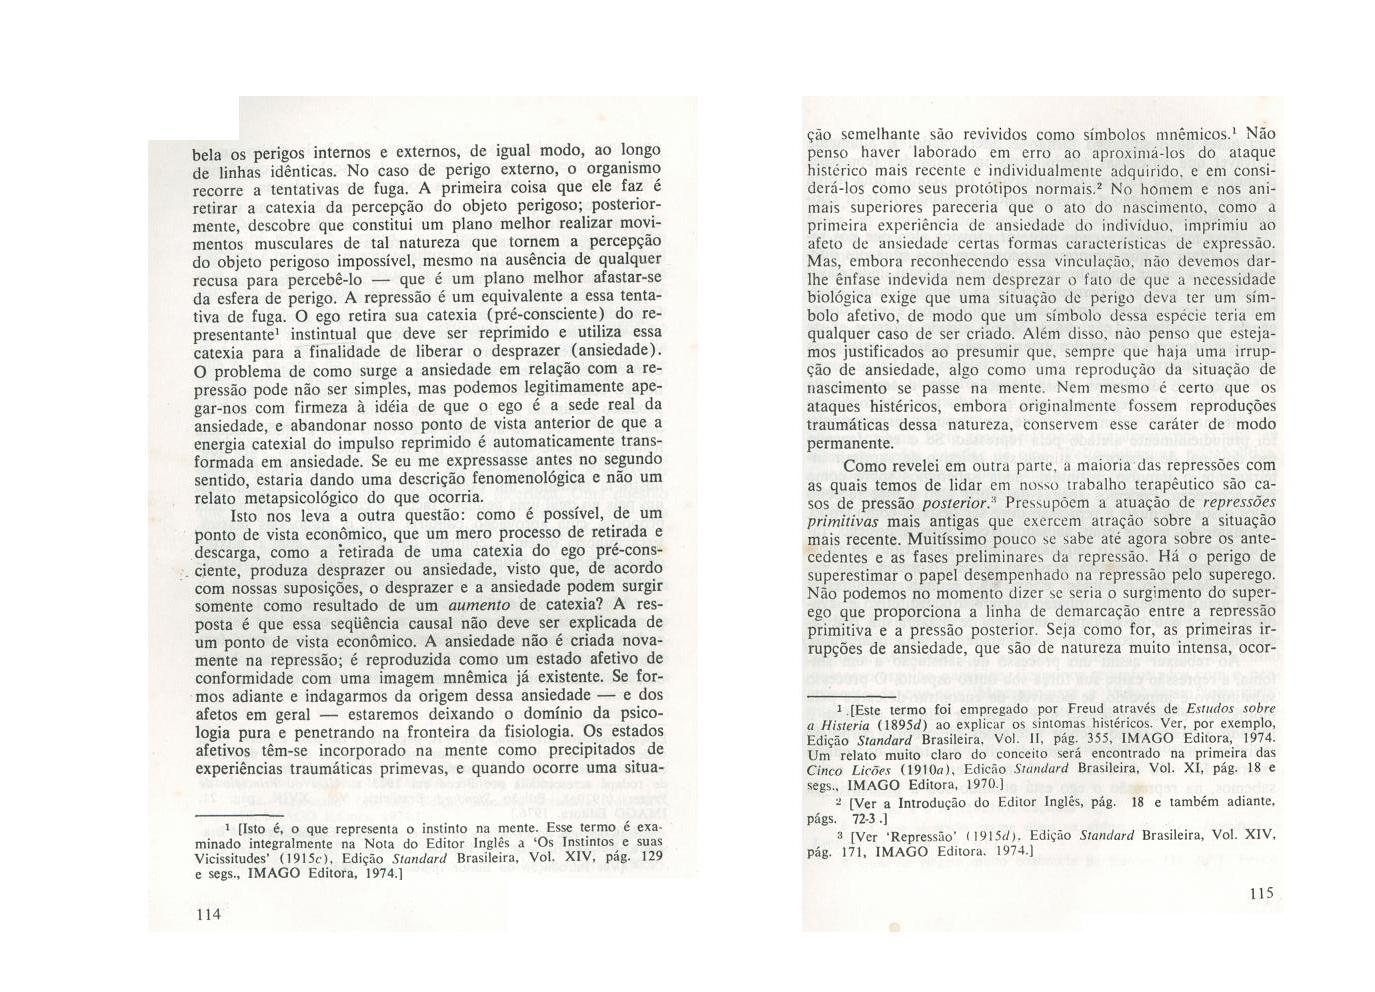 bela os perigos internos e externos, de igual modo, ao longo
de linhas idênticas. No caso de perigo externo, o organismo
recorre a tentativas de fuga. A primeira coisa que ele faz é
retirar a catexia da percepção do objeto perigoso; posterior-
mente, descobre que constitui um plano melhor realizar movi-
mentos musculares de tal natureza que tornem a percepção
do objeto perigoso impossível, mesmo na ausência de qualquer
recusa para percebê-lo — que é um plano melhor afastar-se
da esfera de perigo. A repressão é um equivalente a essa tenta-
tiva de fuga. O ego retira sua catexia (pré-consciente) do re-
presentante¹ instintual que deve ser reprimido e utiliza essa
catexia para a finalidade de liberar o desprazer (ansiedade).
O problema de como surge a ansiedade em relação com a re-
pressão pode não ser simples, mas podemos legitimamente ape-
gar-nos com firmeza à idéia de que o ego é a sede real da
ansiedade, e abandonar nosso ponto de vista anterior de que a
energia catexial do impulso reprimido é automaticamente trans-
formada em ansiedade. Se eu me expressasse antes no segundo
sentido, estaria dando uma descrição fenomenológica e não um
relato metapsicológico do que ocorria.
Isto nos leva a outra questão: como é possível, de um
ponto de vista econômico, que um mero processo de retirada e
descarga, como a retirada de uma catexia do ego pré-cons-
ciente, produza desprazer ou ansiedade, visto que, de acordo
com nossas suposições, o desprazer e a ansiedade podem surgir
somente como resultado de um aumento de catexia? A res-
posta é que essa seqüência causal não deve ser explicada de
um ponto de vista econômico. A ansiedade não é criada nova-
mente na repressão; é reproduzida como um estado afetivo de
conformidade com uma imagem mnêmica já existente. Se for-
mos adiante e indagarmos da origem dessa ansiedade — e dos
afetos em geral — estaremos deixando o domínio da psico-
logia pura e penetrando na fronteira da fisiologia. Os estados
afetivos têm-se incorporado na mente como precipitados de
experiências traumáticas primevas, e quando ocorre uma situa-
¹ [Isto é, o que representa o instinto na mente. Esse termo é exa-
minado integralmente na Nota do Editor Inglês a ‘Os Instintos e suas
Vicissitudes’ (1915c), Edição Standard Brasileira, Vol. XIV, pág. 129
e segs., IMAGO Editora, 1974.]
114
ção semelhante são revividos como símbolos mnêmicos.¹ Não
penso haver laborado em erro ao aproximá-los do ataque
histérico mais recente e individualmente adquirido, e em consi-
derá-los como seus protótipos normais.² No homem e nos ani-
mais superiores pareceria que o ato do nascimento, como a
primeira experiência de ansiedade do indivíduo, imprimiu ao
afeto de ansiedade certas formas características de expressão.
Mas, embora reconhecendo essa vinculação, não devemos dar-
lhe ênfase indevida nem desprezar o fato de que a necessidade
biológica exige que uma situação de perigo deva ter um sím-
bolo afetivo, de modo que um símbolo dessa espécie teria em
qualquer caso de ser criado. Além disso, não penso que esteja-
mos justificados ao presumir que, sempre que haja uma irrup-
ção de ansiedade, algo como uma reprodução da situação de
nascimento se passe na mente. Nem mesmo é certo que os
ataques histéricos, embora originalmente fossem reproduções
traumáticas dessa natureza, conservem esse caráter de modo
permanente.
Como revelei em outra parte, a maioria das repressões com
as quais temos de lidar em nosso trabalho terapêutico são ca-
sos de pressão posterior.³ Pressupõem a atuação de repressões
primitivas mais antigas que exercem atração sobre a situação
mais recente. Muitíssimo pouco se sabe até agora sobre os ante-
cedentes e as fases preliminares da repressão. Há o perigo de
superestimar o papel desempenhado na repressão pelo superego.
Não podemos no momento dizer se seria o surgimento do super-
ego que proporciona a linha de demarcação entre a repressão
primitiva e a pressão posterior. Seja como for, as primeiras ir-
rupções de ansiedade, que são de natureza muito intensa, ocor-
¹ .[Este termo foi empregado por Freud através de Estudos sobre
a Histeria (1895d) ao explicar os sintomas histéricos. Ver, por exemplo,
Edição Standard Brasileira, Vol. II, pág. 355, IMAGO Editora, 1974.
Um relato muito claro do conceito será encontrado na primeira das
Cinco Lições (1910a), Edição Standard Brasileira, Vol. XI, pág. 18 e
segs., IMAGO Editora, 1970.]
² [Ver a Introdução do Editor Inglês, pág. 18 e também adiante,
págs. 72-3 .]
³ [Ver ‘Repressão’ (1915d), Edição Standard Brasileira, Vol. XIV,
pág. 171, IMAGO Editora. 1974.]
115